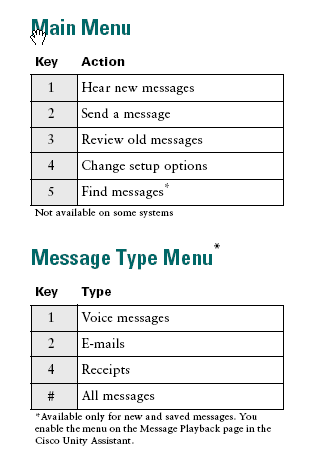 Main Menu
Key Action
1 Hear new messages
2 Send a message
3 Review old messages
4 Change setup options
5 Find messages*
Not available on some systems
Message Type Menu*
Key Type
1 Voice messages
2 E-mails
4 Receipts
# All messages
*Available only for new and saved messages. You
enable the menu on the Message Playback page in the
Cisco Unity Assistant.